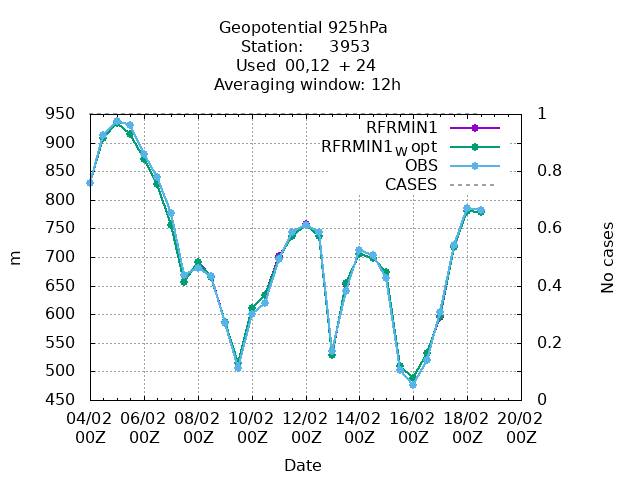 Geopotential 925hPa
Station: 3953
Used 00,12 + 24
Averaging window: 12h
950 1
900
850 0.8
800
750 0.6
700
650 0.4
600
550 0.2
500
450 0
RFRMIN1
RFRMIN1w opt
OBS
CASES
m
No cases
04/02 06/02 08/02 10/02 12/02 14/02 16/02 18/02 20/02
00Z 00Z 00Z 00Z 00Z 00Z 00Z 00Z 00Z
Date